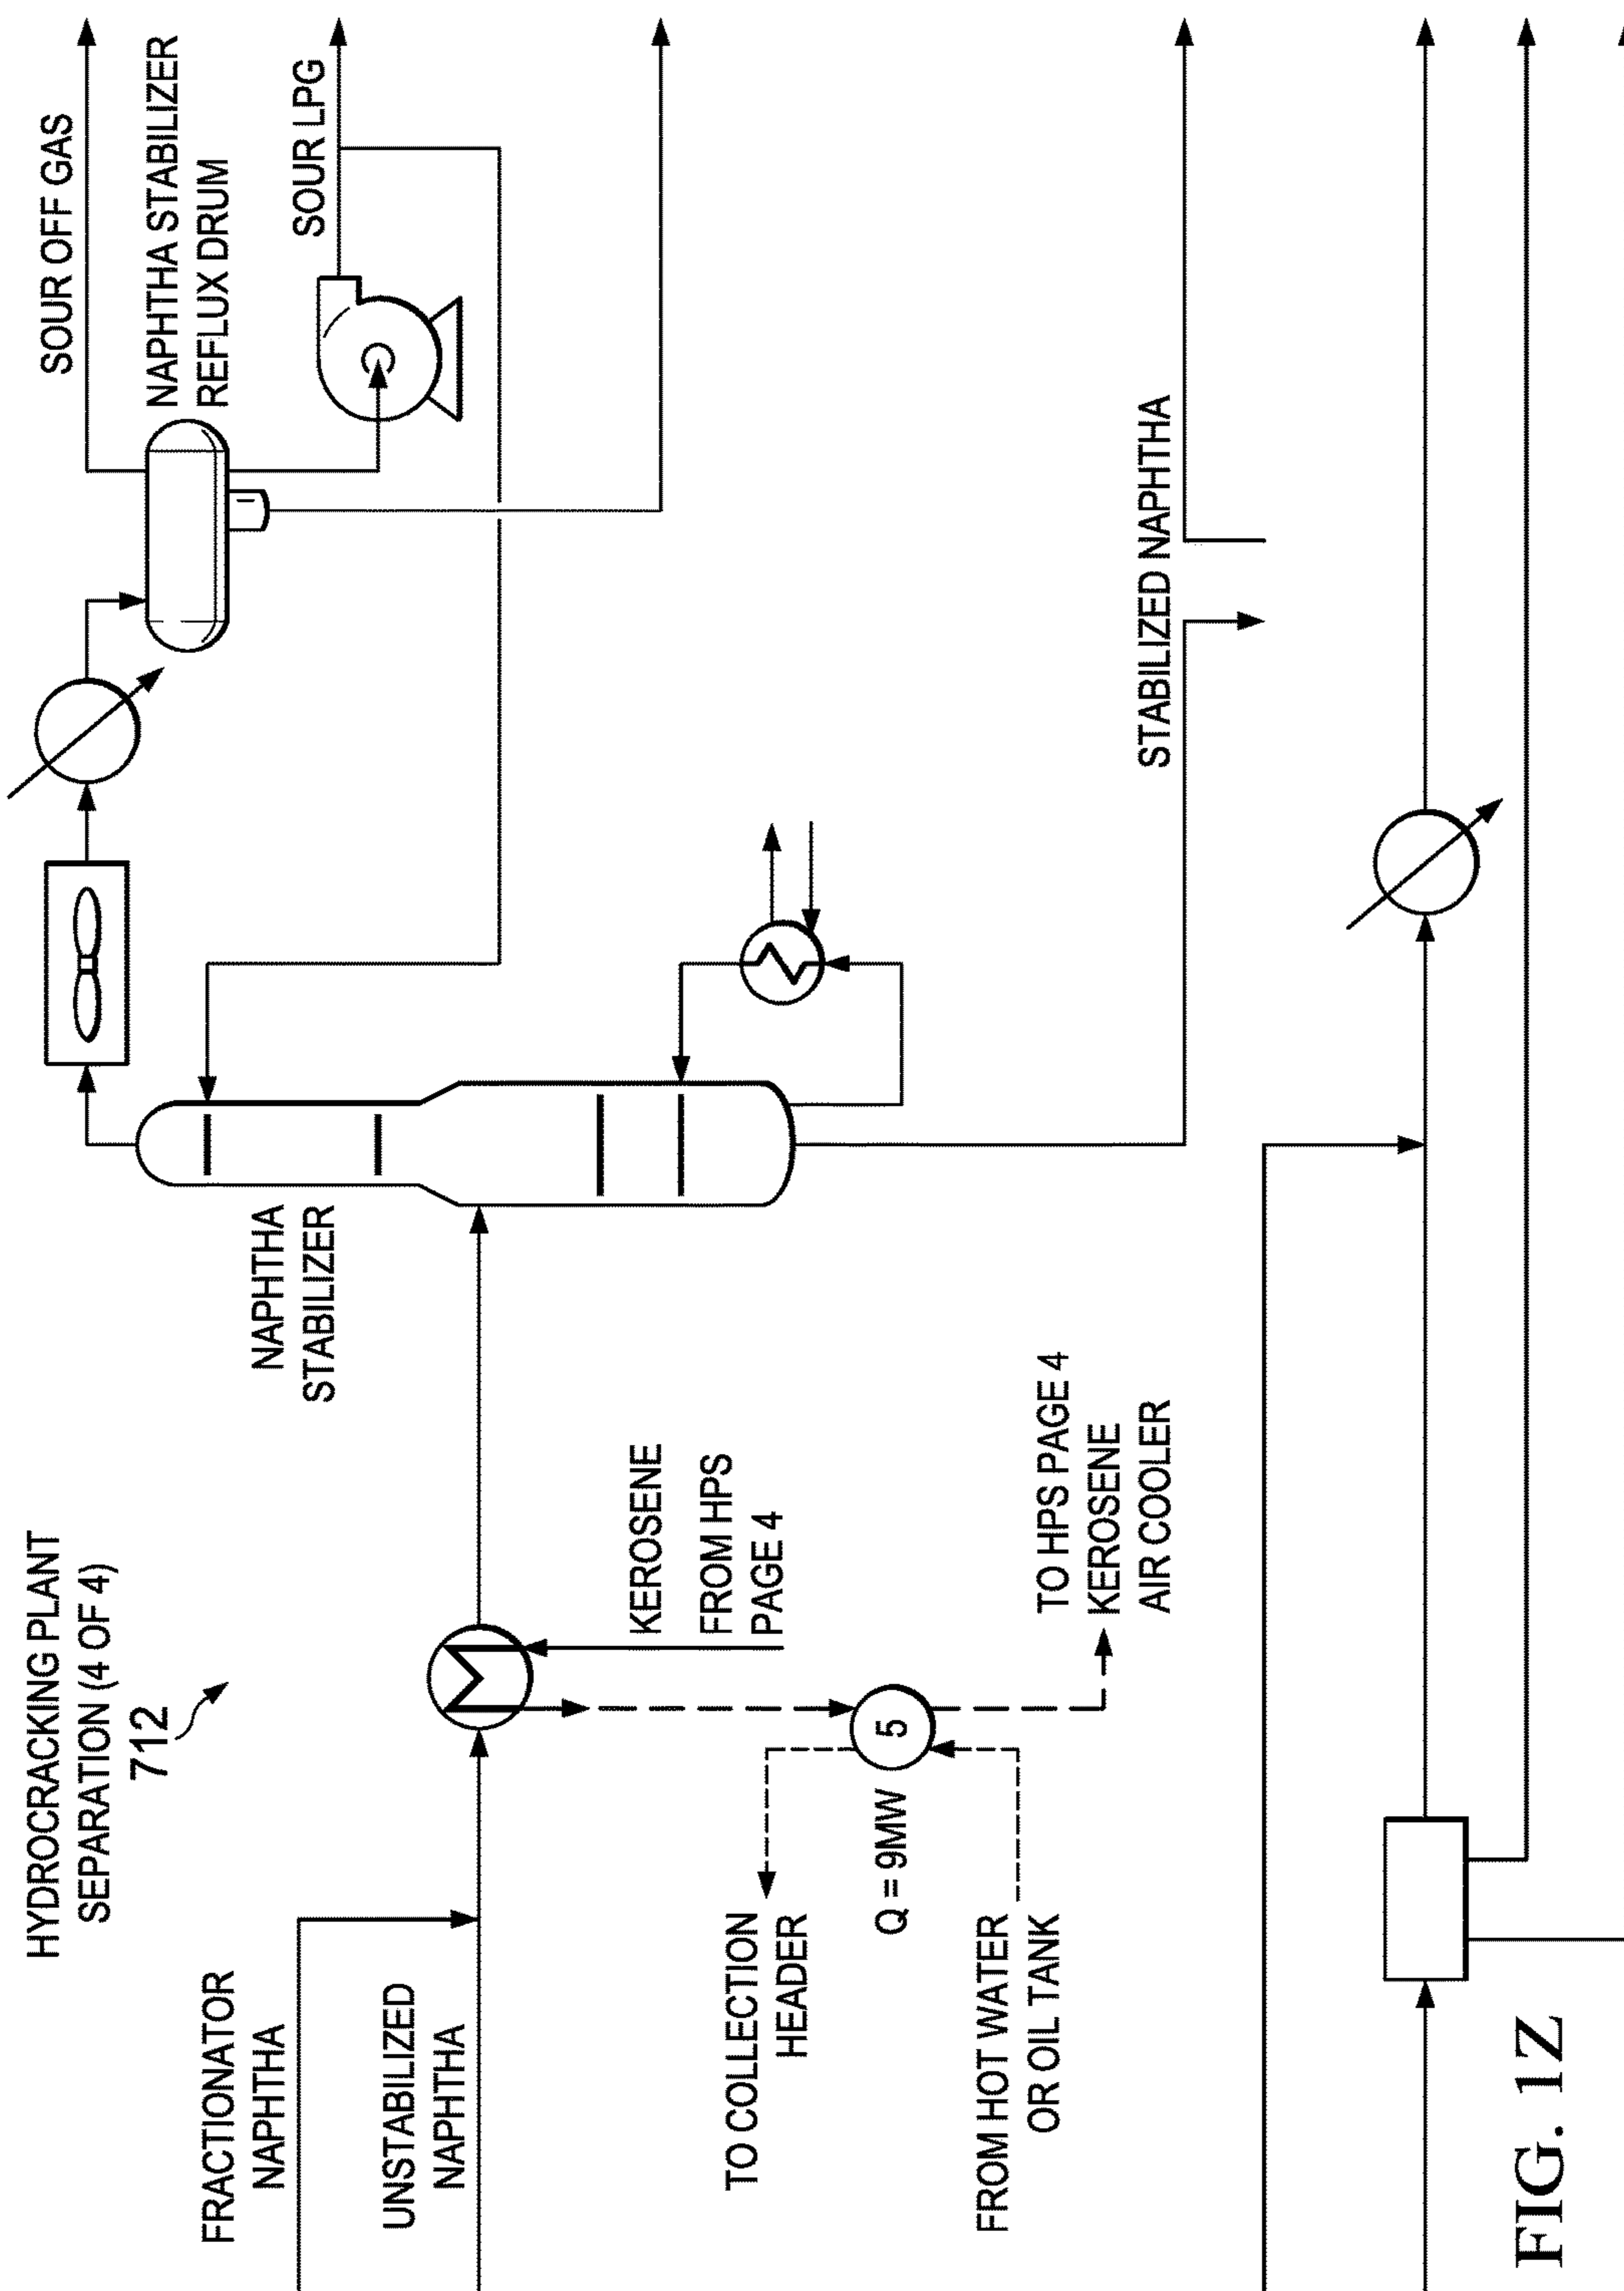 HYDROCRACKING PLANT
SEPARATION (4 OF 4)
712
FRACTIONATOR
NAPHTHA
UNSTABILIZED
NAPHTHA
NAPHTHA
STABILIZER
SOUR OFF GAS
NAPHTHA STABILIZER
REFLUX DRUM
SOUR LPG
KEROSENE
FROM HPS
PAGE 4
TO COLLECTION
HEADER
5
Q = 9MW
FROM HOT WATER
OR OIL TANK
TO HPS PAGE 4
KEROSENE
AIR COOLER
STABILIZED NAPHTHA
FIG. 1Z